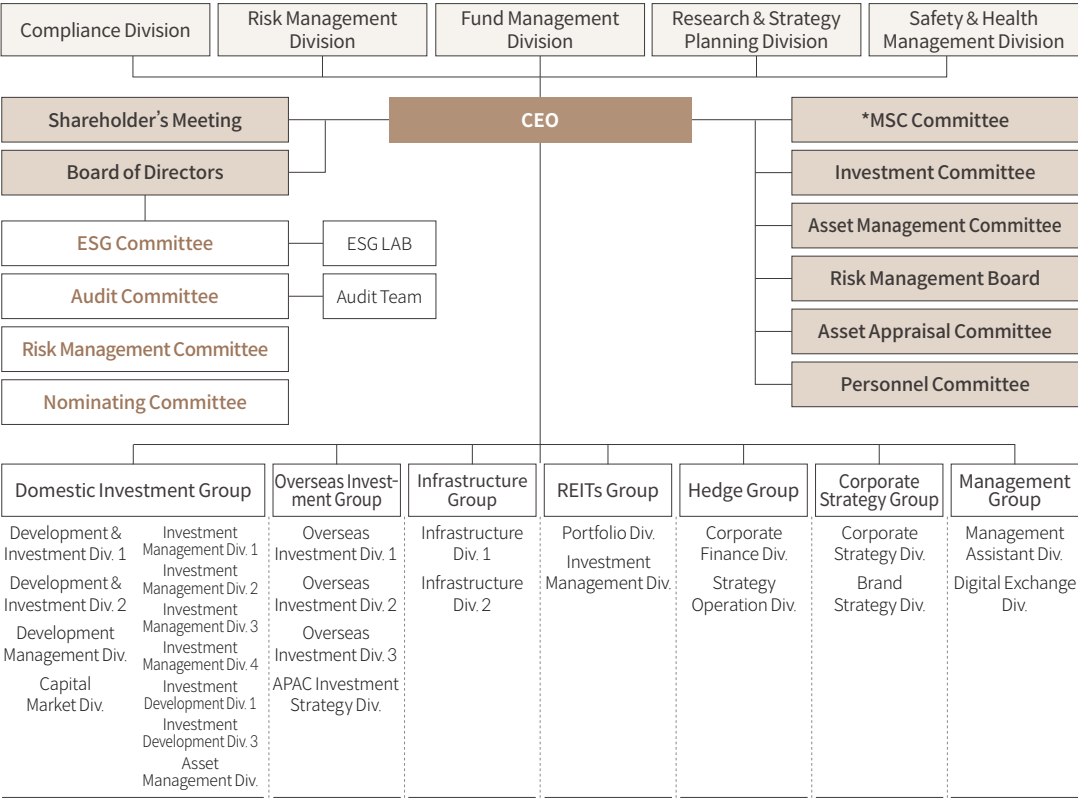 Compliance Division
Risk Management
Division
Fund Management
Division
Research & Strategy
Planning Division
Safety & Health
Management Division
Shareholder's Meeting
CEO
*MSC Committee
Board of Directors
Investment Committee
ESG Committee
ESG LAB
Asset Management Committee
Audit Committee
Audit Team
Risk Management Board
Risk Management Committee
Asset Appraisal Committee
Nominating Committee
Personnel Committee
Domestic Investment Group
Development &
Investment Div. 1
Development &
Investment Div. 2
Development
Management Div.
Capital
Market Div.
Investment
Management Div. 1
Investment
Management Div. 2
Investment
Management Div. 3
Investment
Management Div. 4
Investment
Development Div. 1
Investment
Development Div. 3
Asset
Management Div.
Overseas Invest-
ment Group
Overseas
Investment Div. 1
Overseas
Investment Div. 2
Overseas
Investment Div. 3
APAC Investment
Strategy Div.
Infrastructure
Group
Infrastructure
Div. 1
Infrastructure
Div. 2
REITs Group
Portfolio Div.
Investment
Management Div.
Hedge Group
Corporate
Finance Div.
Strategy
Operation Div.
Corporate
Strategy Group
Corporate
Strategy Div.
Brand
Strategy Div.
Management
Group
Management
Assistant Div.
Digital Exchange
Div.